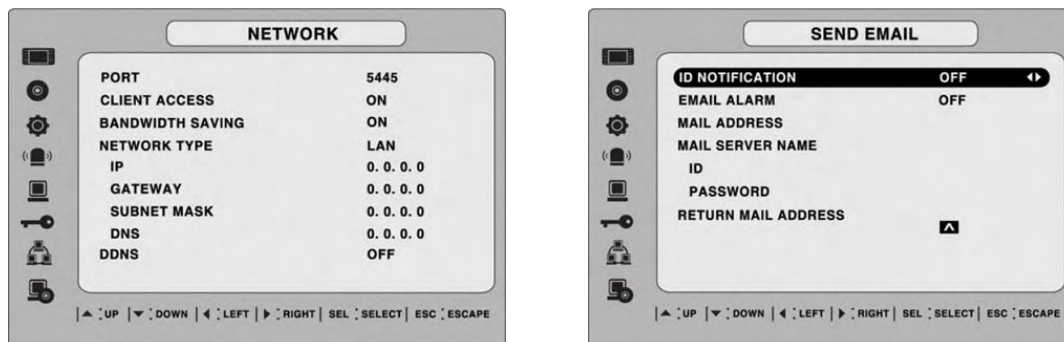 NETWORK
PORT 5445
CLIENT ACCESS ON
BANDWIDTH SAVING ON
NETWORK TYPE LAN
IP 0. 0. 0. 0
GATEWAY 0. 0. 0. 0
SUBNET MASK 0. 0. 0. 0
DNS 0. 0. 0. 0
DDNS OFF
▲ : UP | ▼ : DOWN | ◀ : LEFT | ▶ : RIGHT | SEL : SELECT | ESC : ESCAPE
SEND EMAIL
ID NOTIFICATION OFF
EMAIL ALARM OFF
MAIL ADDRESS
MAIL SERVER NAME
ID
PASSWORD
RETURN MAIL ADDRESS
▲ : UP | ▼ : DOWN | ◀ : LEFT | ▶ : RIGHT | SEL : SELECT | ESC : ESCAPE